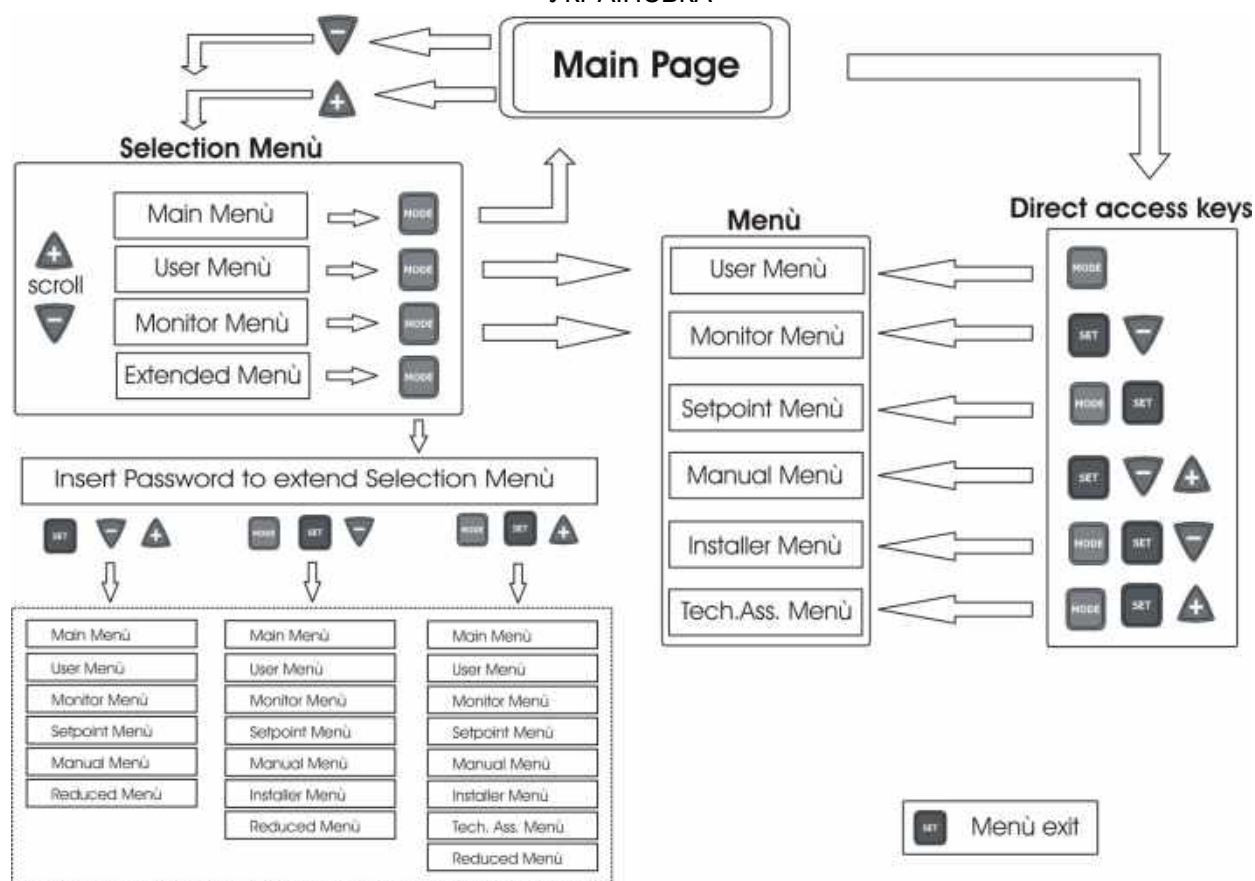 Main Page
Selection Menù
Main Menù
MODE
User Menù
MODE
scroll
Monitor Menù
MODE
Extended Menù
MODE
Insert Password to extend Selection Menù
SET
MODE SET
MODE SET
Main Menù
User Menù
Monitor Menù
Setpoint Menù
Manual Menù
Reduced Menù
Main Menù
User Menù
Monitor Menù
Setpoint Menù
Manual Menù
Installer Menù
Reduced Menù
Main Menù
User Menù
Monitor Menù
Setpoint Menù
Manual Menù
Installer Menù
Tech. Ass. Menù
Reduced Menù
Menù
User Menù
Monitor Menù
Setpoint Menù
Manual Menù
Installer Menù
Tech.Ass. Menù
Direct access keys
MODE
SET
MODE SET
SET
MODE SET
MODE SET
SET Menù exit